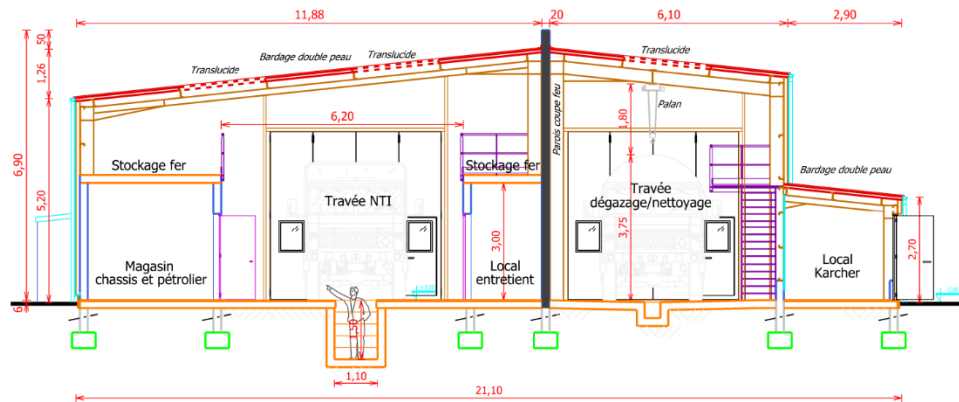 11,88
20
6,10
2,90
50
1,26
6,90
5,20
6
Translucide
Bardage double peau
Translucide
Translucide
Parois coupe feu
Palan
1,80
6,20
Stockage fer
Stockage fer
Bardage double peau
Travée NTI
Travée
dégazage/nettoyage
3,75
3,00
2,70
Magasin
chassis et pétrolier
Local
entretient
Local
Karcher
1,50
1,10
21,10